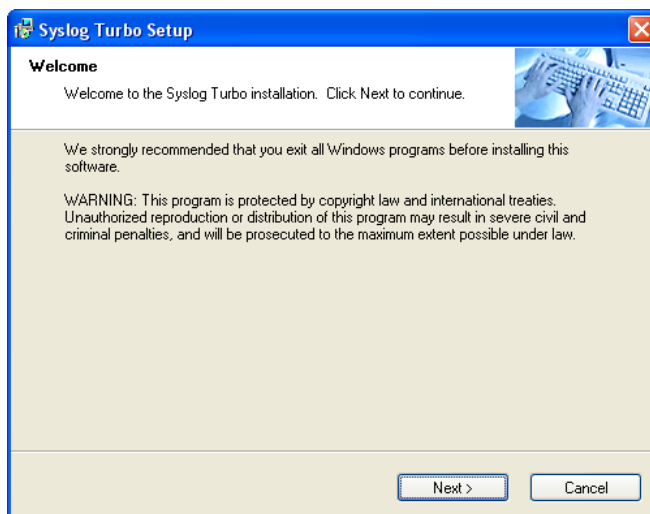 Syslog Turbo Setup
Welcome
Welcome to the Syslog Turbo installation. Click Next to continue.
We strongly recommended that you exit all Windows programs before installing this
software.
WARNING: This program is protected by copyright law and international treaties.
Unauthorized reproduction or distribution of this program may result in severe civil and
criminal penalties, and will be prosecuted to the maximum extent possible under law.
Next >
Cancel